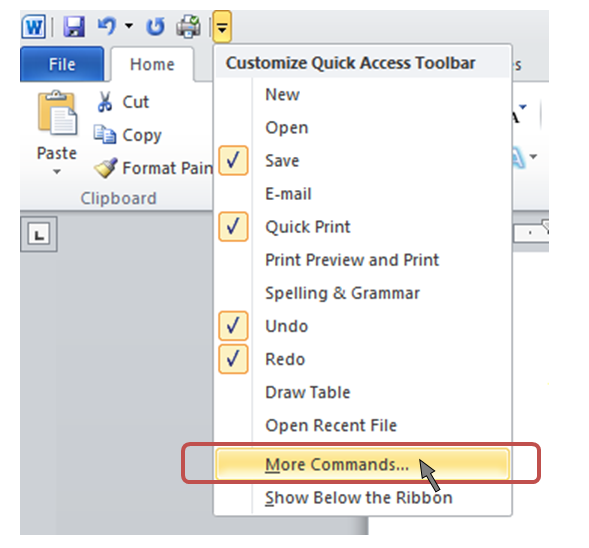 W
File
Home
Customize Quick Access Toolbar
s
Cut
Copy
Format Pain
Paste
Clipboard
New
Open
Save
E-mail
Quick Print
Print Preview and Print
Spelling & Grammar
Undo
Redo
Draw Table
Open Recent File
More Commands...
Show Below the Ribbon
A
A
L